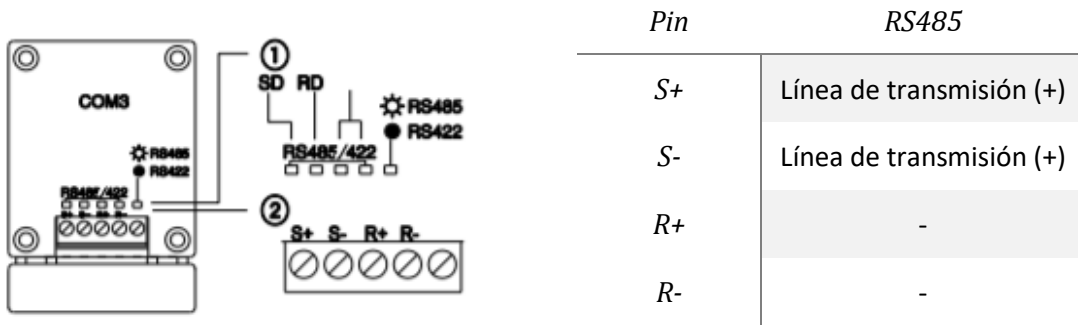 COM3
RS485
RS422
RS485/422
S+ S- R+ R-
①
SD RD
RS485
RS422
RS485/422
②
S+ S- R+ R-
Pin RS485
S+ Línea de transmisión (+)
S- Línea de transmisión (+)
R+ -
R- -